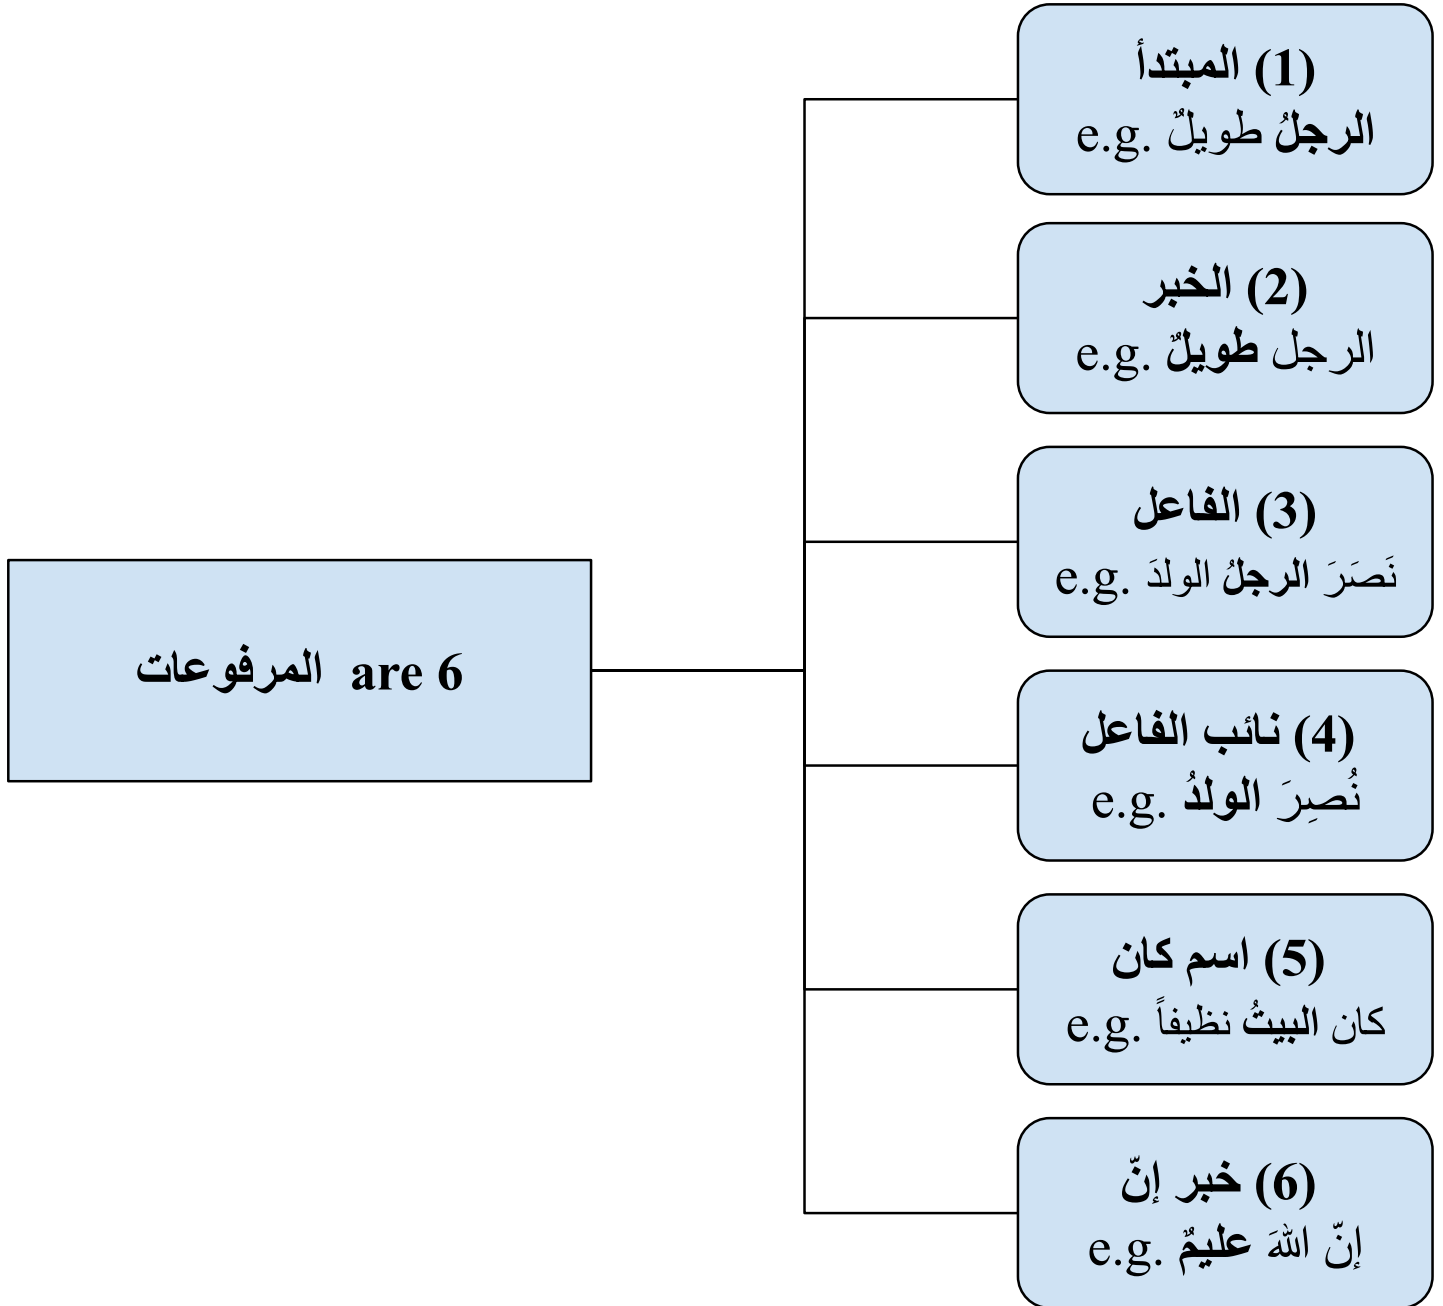 المرفوعات are 6
(1) المبتدأ
e.g. الرجلُ طويلٌ
(2) الخبر
e.g. الرجل طويلٌ
(3) الفاعل
e.g. نَصَرَ الرجلُ الولدَ
(4) نائب الفاعل
e.g. نُصِرَ الولدُ
(5) اسم كان
e.g. كان البيتُ نظيفاً
(6) خبر إنّ
e.g. إنّ اللهَ عليمٌ